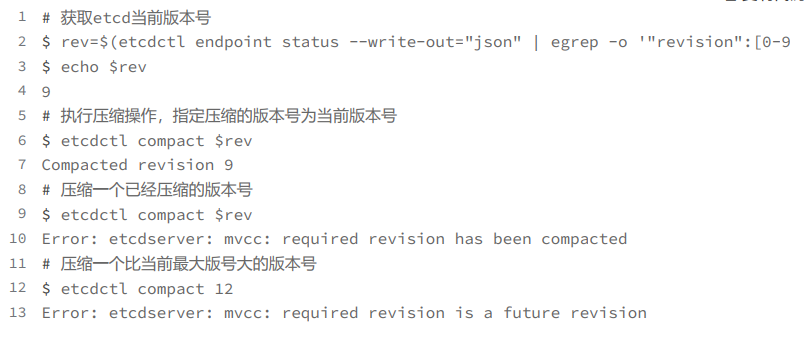 1 # 获取etcd当前版本号
2 $ rev=$(etcdctl endpoint status --write-out="json" | egrep -o '"revision":[0-9
3 $ echo $rev
4 9
5 # 执行压缩操作，指定压缩的版本号为当前版本号
6 $ etcdctl compact $rev
7 Compacted revision 9
8 # 压缩一个已经压缩的版本号
9 $ etcdctl compact $rev
10 Error: etcdserver: mvcc: required revision has been compacted
11 # 压缩一个比当前最大版号大的版本号
12 $ etcdctl compact 12
13 Error: etcdserver: mvcc: required revision is a future revision